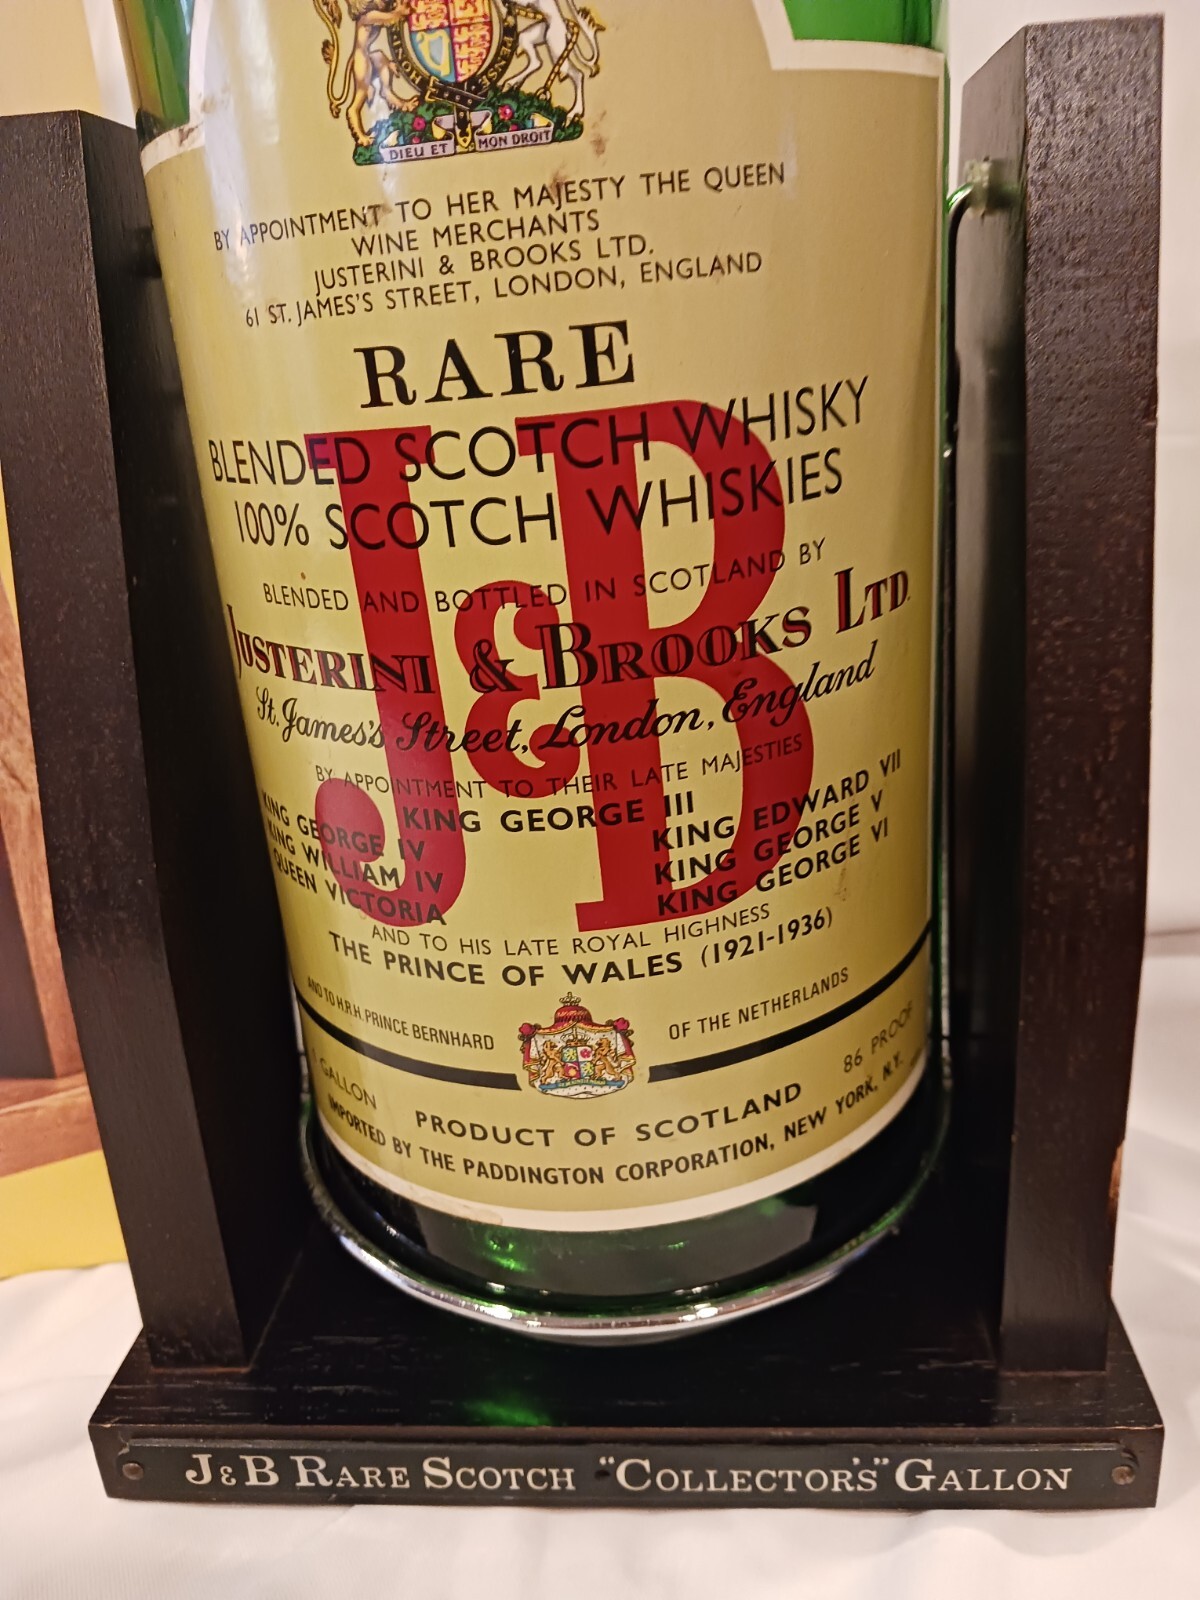 HONI
PENSE
DIEU ET MON DROIT
BY APPOINTMENT TO HER MAJESTY THE QUEEN
WINE MERCHANTS
JUSTERINI & BROOKS LTD.
61 ST. JAMES'S STREET, LONDON, ENGLAND
RARE
J&B
BLENDED SCOTCH WHISKY
100% SCOTCH WHISKIES
BLENDED AND BOTTLED IN SCOTLAND BY
JUSTERINI & BROOKS LTD.
St. James's Street, London, England
BY APPOINTMENT TO THEIR LATE MAJESTIES
KING GEORGE III
KING GEORGE IV
KING WILLIAM IV
QUEEN VICTORIA
KING EDWARD VII
KING GEORGE V
KING GEORGE VI
AND TO HIS LATE ROYAL HIGHNESS
THE PRINCE OF WALES (1921-1936)
AND TO H.R.H. PRINCE BERNHARD OF THE NETHERLANDS
1 GALLON
86 PROOF
PRODUCT OF SCOTLAND
IMPORTED BY THE PADDINGTON CORPORATION, NEW YORK, N.Y.
J&B RARE SCOTCH "COLLECTOR'S" GALLON